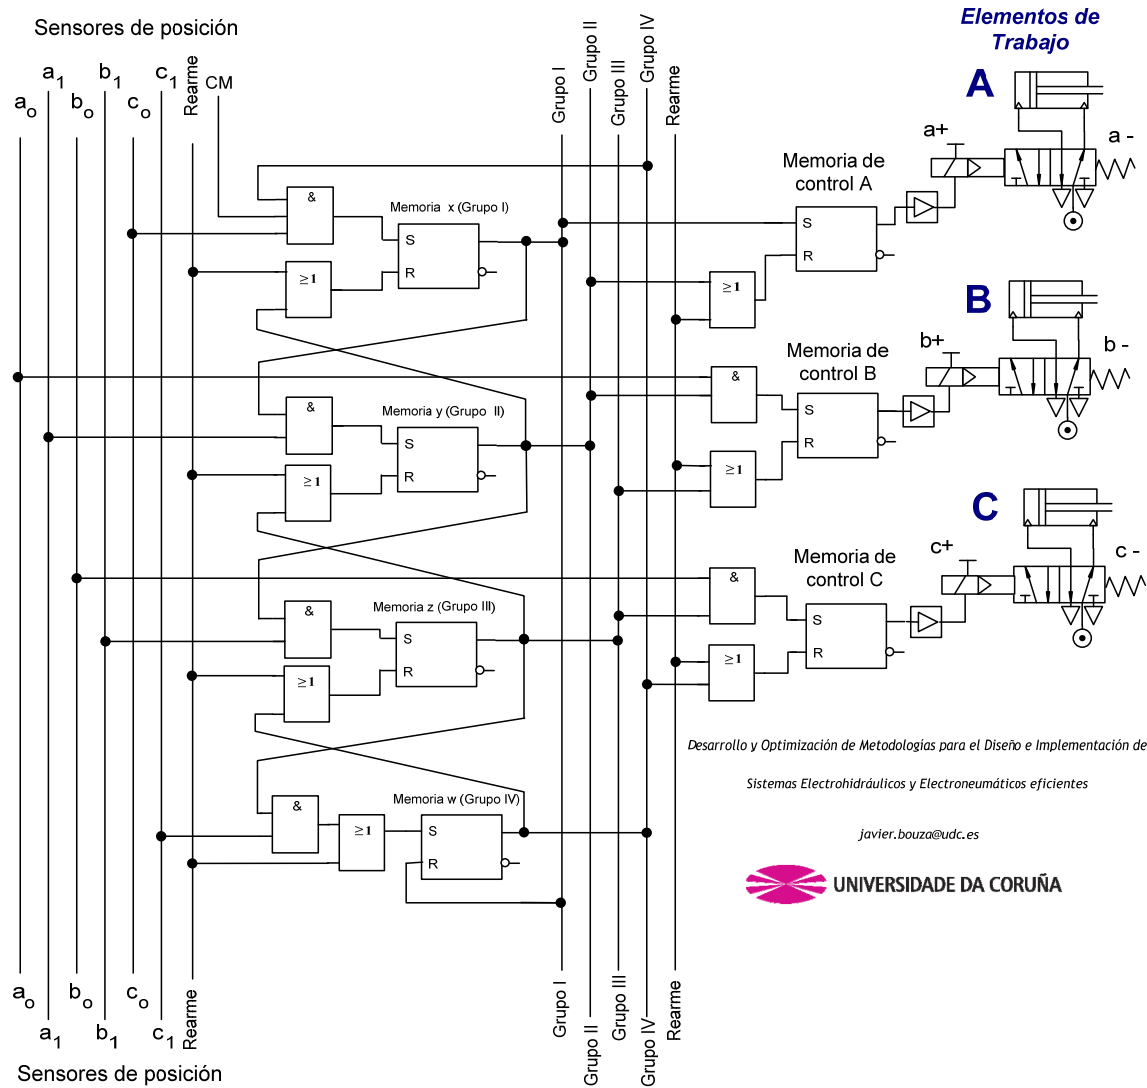 Sensores de posición
a1
b1
c1
ao
bo
co
Rearme
CM
Grupo I
Grupo II
Grupo III
Grupo IV
Rearme
Elementos de
Trabajo
A
a+
a -
Memoria de
control A
&
Memoria x (Grupo I)
S
R
≥1
S
R
≥1
B
b+
b -
Memoria de
control B
&
S
R
≥1
&
Memoria y (Grupo II)
S
R
≥1
C
c+
c -
Memoria de
control C
&
S
R
≥1
&
Memoria z (Grupo III)
S
R
≥1
&
≥1
Memoria w (Grupo IV)
S
R
Desarrollo y Optimización de Metodologías para el Diseño e Implementación de
Sistemas Electrohidráulicos y Electroneumáticos eficientes
javier.bouza@udc.es
UNIVERSIDADE DA CORUÑA
ao
bo
co
Rearme
a1
b1
c1
Grupo I
Grupo II
Grupo III
Grupo IV
Rearme
Sensores de posición